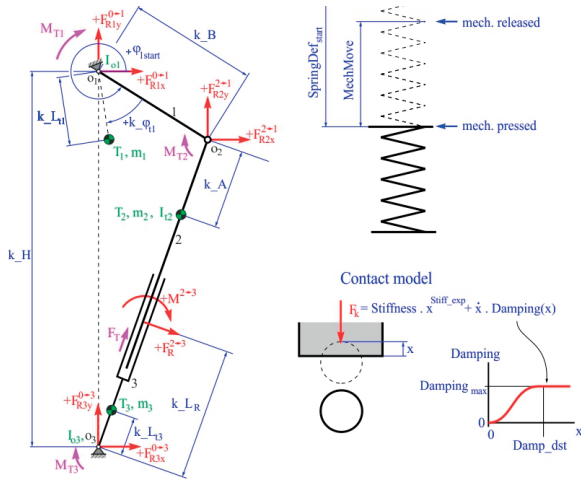 M_T1
+F_R1y^0→1
k_B
+φ_1start
I_o1
o_1
+F_R1x^0→1
k_L_t1
+k_φ_t1
1
+F_R2y^2→1
+F_R2x^2→1
o_2
T_1, m_1
M_T2
k_A
T_2, m_2, I_t2
2
k_H
+M^2→3
F_T
+F_R^2→3
3
k_L_R
T_3, m_3
+F_R3y^0→3
I_o3, o_3
k_L_t3
+F_R3x^0→3
M_T3
SpringDef_start
MechMove
mech. released
mech. pressed
Contact model
F_k = Stiffness . x^Stiff_exp + ẋ . Damping(x)
x
Damping
Damping_max
0
0
x
Damp_dst